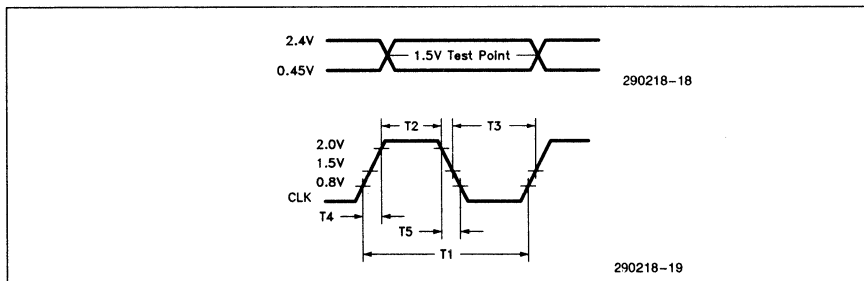 2.4V
1.5V Test Point
0.45V
290218-18
T2
T3
2.0V
1.5V
0.8V
CLK
T4
T5
T1
290218-19